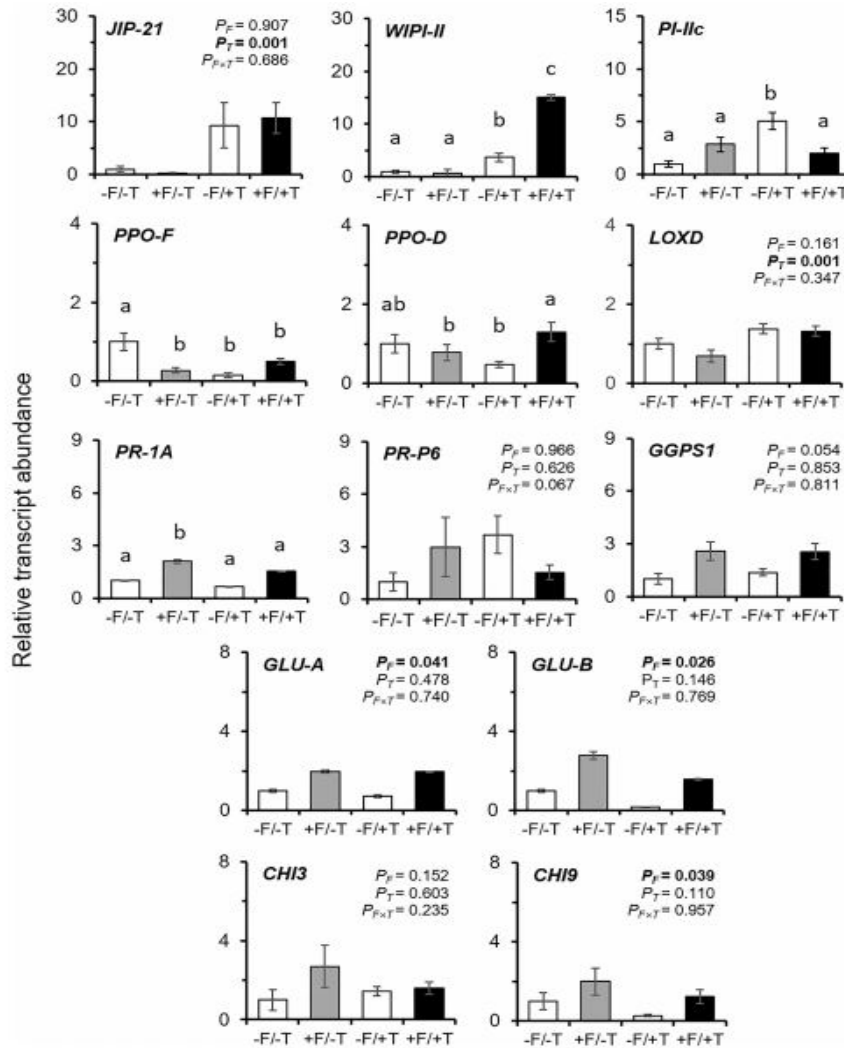 Relative transcript abundance
30
20
10
0
JIP-21
P_F = 0.907
P_T = 0.001
P_F×T = 0.686
-F/-T +F/-T -F/+T +F/+T
30
15
10
0
WIPI-II
a a b c
-F/-T +F/-T -F/+T +F/+T
15
10
5
0
PI-IIc
a a b a
-F/-T +F/-T -F/+T +F/+T
4
2
0
PPO-F
a b b b
-F/-T +F/-T -F/+T +F/+T
4
2
0
PPO-D
ab b b a
-F/-T +F/-T -F/+T +F/+T
4
2
0
LOXD
P_F = 0.161
P_T = 0.001
P_F×T = 0.347
-F/-T +F/-T -F/+T +F/+T
9
6
3
0
PR-1A
a b a a
-F/-T +F/-T -F/+T +F/+T
9
6
3
0
PR-P6
P_F = 0.966
P_T = 0.626
P_F×T = 0.067
-F/-T +F/-T -F/+T +F/+T
9
6
3
0
GGPS1
P_F = 0.054
P_T = 0.853
P_F×T = 0.811
-F/-T +F/-T -F/+T +F/+T
8
4
2
0
GLU-A
P_F = 0.041
P_T = 0.478
P_F×T = 0.740
-F/-T +F/-T -F/+T +F/+T
8
4
2
0
GLU-B
P_F = 0.026
P_T = 0.146
P_F×T = 0.769
-F/-T +F/-T -F/+T +F/+T
8
4
2
0
CHI3
P_F = 0.152
P_T = 0.603
P_F×T = 0.235
-F/-T +F/-T -F/+T +F/+T
8
4
2
0
CHI9
P_F = 0.039
P_T = 0.110
P_F×T = 0.957
-F/-T +F/-T -F/+T +F/+T